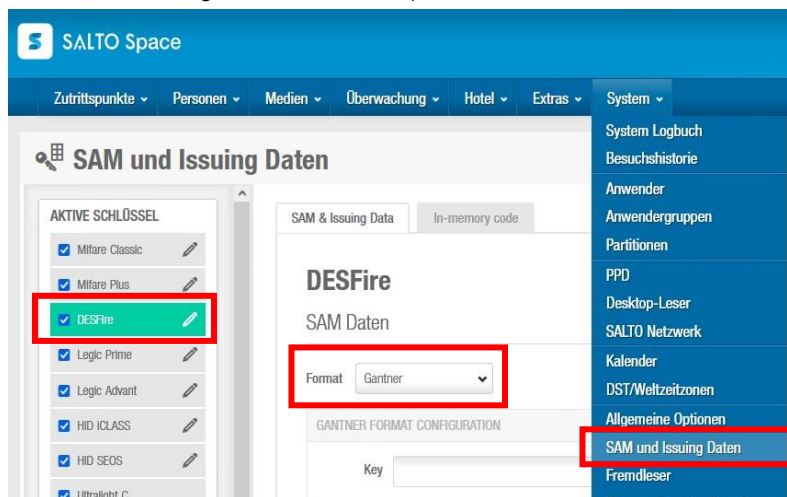 SALTO Space
Zutrittspunkte Personen Medien Überwachung Hotel Extras System
System Logbuch
Besuchshistorie
Anwender
Anwendergruppen
Partitionen
PPD
Desktop-Leser
SALTO Netzwerk
Kalender
DST/Weltzeitzonen
Allgemeine Optionen
SAM und Issuing Daten
Fremdleser
SAM und Issuing Daten
AKTIVE SCHLÜSSEL
Mifare Classic
Mifare Plus
DESFire
Legic Prime
Legic Advant
HID ICLASS
HID SEOS
Ultralight C
SAM & Issuing Data In-memory code
DESFire
SAM Daten
Format Gantner
GANTNER FORMAT CONFIGURATION
Key